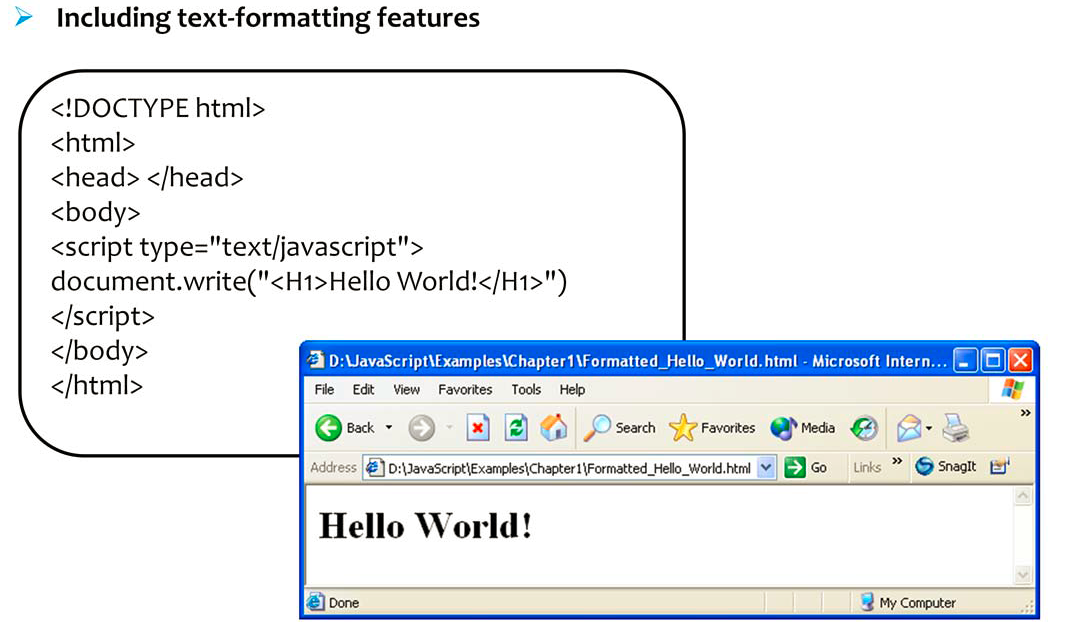 Including text-formatting features
<!DOCTYPE html>
<html>
<head> </head>
<body>
<script type="text/javascript">
document.write("<H1>Hello World!</H1>")
</script>
</body>
</html>
D:\JavaScript\Examples\Chapter1\Formatted_Hello_World.html - Microsoft Intern...
File Edit View Favorites Tools Help
Back Search Favorites Media »
Address D:\JavaScript\Examples\Chapter1\Formatted_Hello_World.html Go Links » SnagIt
Hello World!
Done My Computer